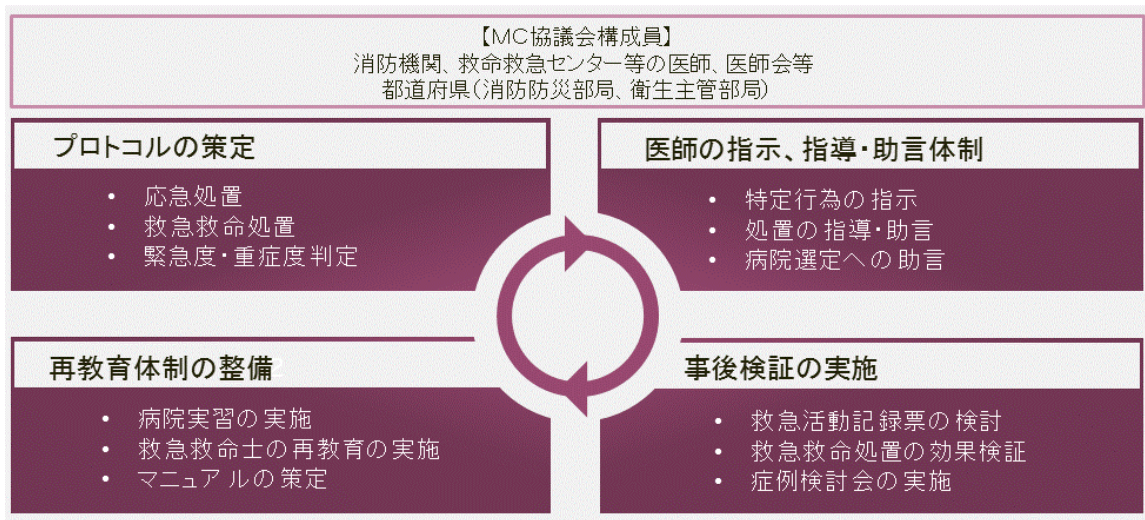 【MC協議会構成員】
消防機関、救命救急センター等の医師、医師会等
都道府県(消防防災部局、衛生主管部局)
プロトコルの策定
• 応急処置
• 救急救命処置
• 緊急度・重症度判定
医師の指示、指導・助言体制
• 特定行為の指示
• 処置の指導・助言
• 病院選定への助言
再教育体制の整備
• 病院実習の実施
• 救急救命士の再教育の実施
• マニュアルの策定
事後検証の実施
• 救急活動記録票の検討
• 救急救命処置の効果検証
• 症例検討会の実施